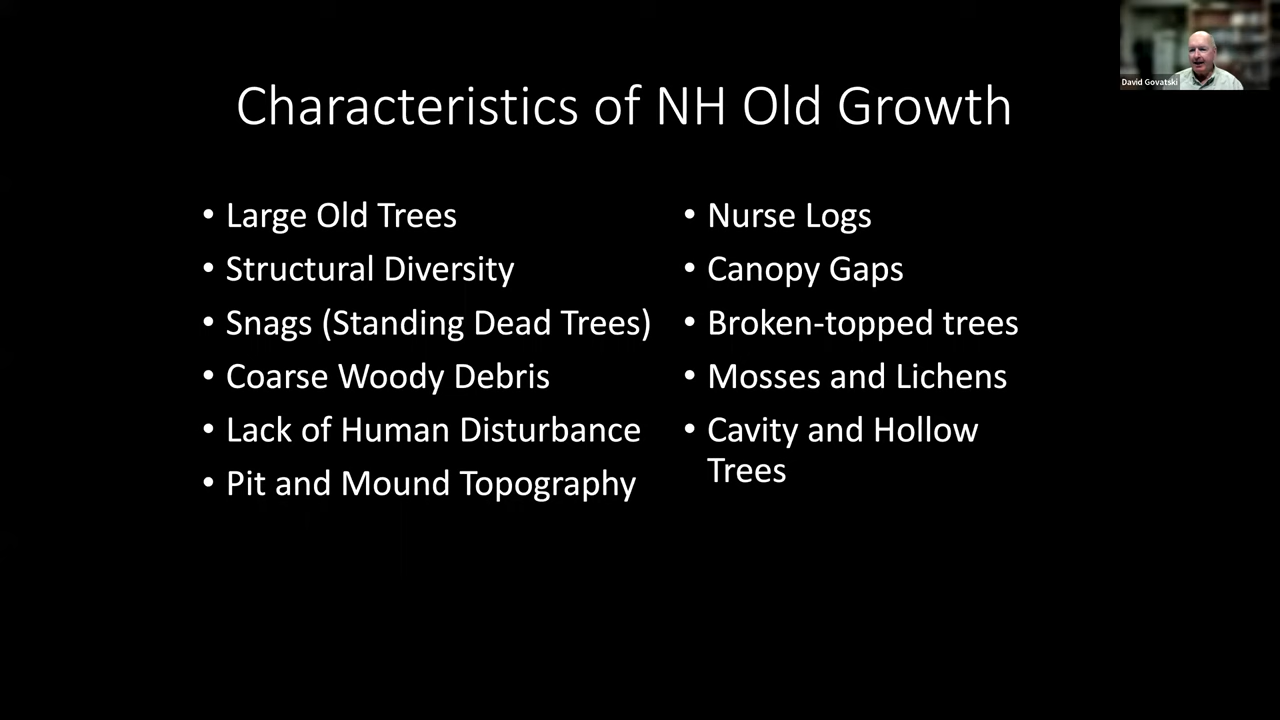 David Govatski
Characteristics of NH Old Growth
• Large Old Trees
• Structural Diversity
• Snags (Standing Dead Trees)
• Coarse Woody Debris
• Lack of Human Disturbance
• Pit and Mound Topography
• Nurse Logs
• Canopy Gaps
• Broken-topped trees
• Mosses and Lichens
• Cavity and Hollow
Trees